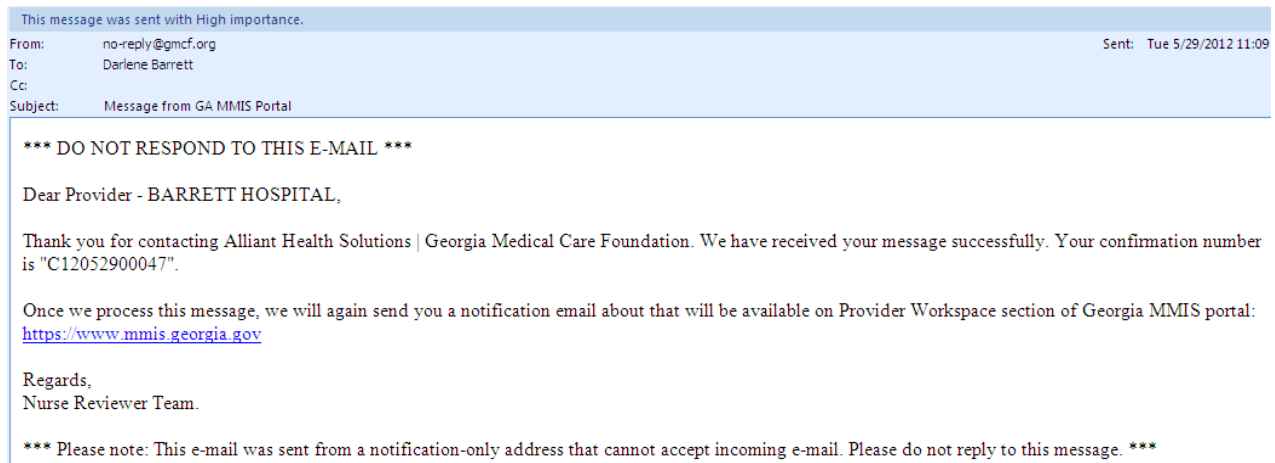 This message was sent with High importance.
From: no-reply@gmcf.org Sent: Tue 5/29/2012 11:09
To: Darlene Barrett
Cc:
Subject: Message from GA MMIS Portal
*** DO NOT RESPOND TO THIS E-MAIL ***
Dear Provider - BARRETT HOSPITAL,
Thank you for contacting Alliant Health Solutions | Georgia Medical Care Foundation. We have received your message successfully. Your confirmation number
is "C12052900047".
Once we process this message, we will again send you a notification email about that will be available on Provider Workspace section of Georgia MMIS portal:
https://www.mmis.georgia.gov
Regards,
Nurse Reviewer Team.
*** Please note: This e-mail was sent from a notification-only address that cannot accept incoming e-mail. Please do not reply to this message. ***